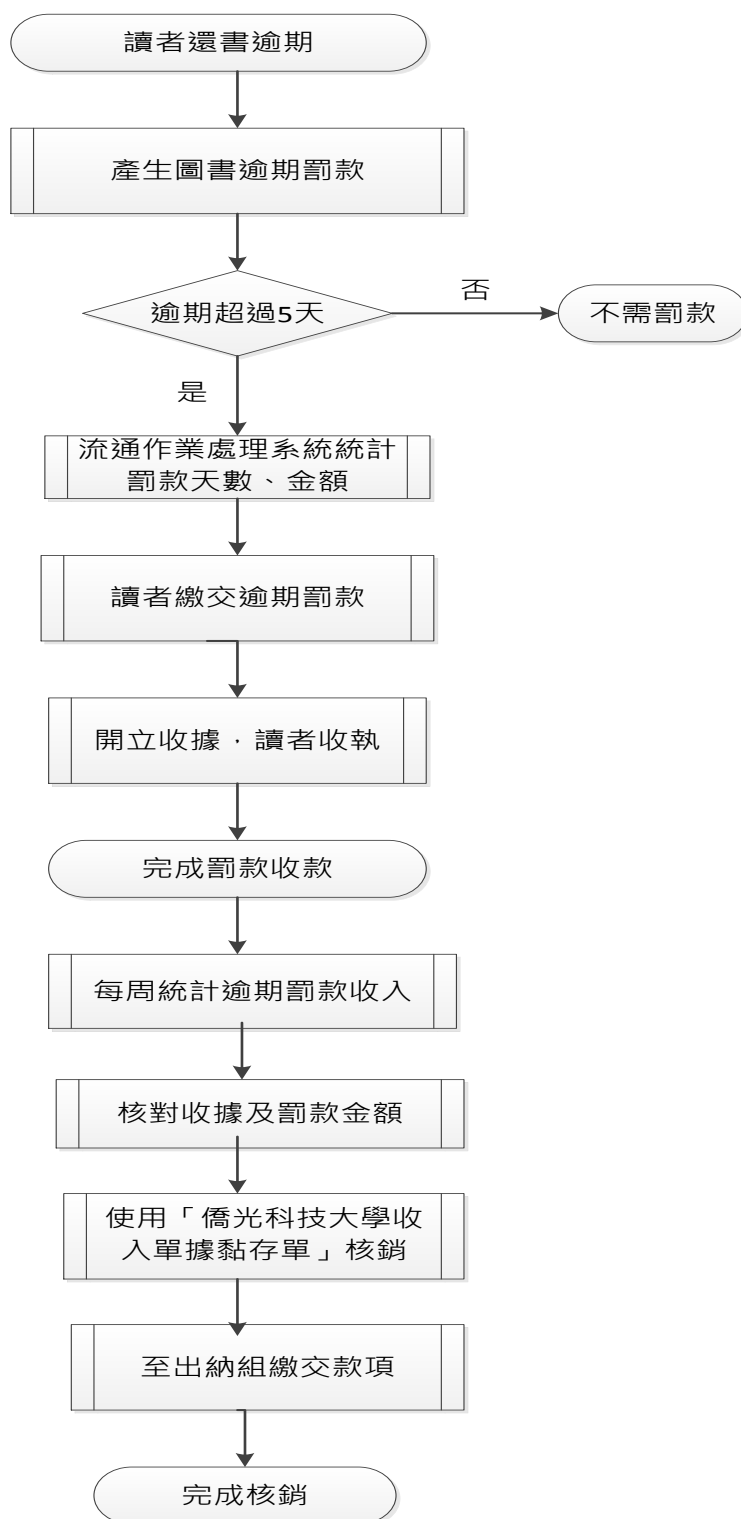 讀者還書逾期
產生圖書逾期罰款
逾期超過5天
否
不需罰款
是
流通作業處理系統統計
罰款天數、金額
讀者繳交逾期罰款
開立收據，讀者收執
完成罰款收款
每周統計逾期罰款收入
核對收據及罰款金額
使用「僑光科技大學收
入單據黏存單」核銷
至出納組繳交款項
完成核銷